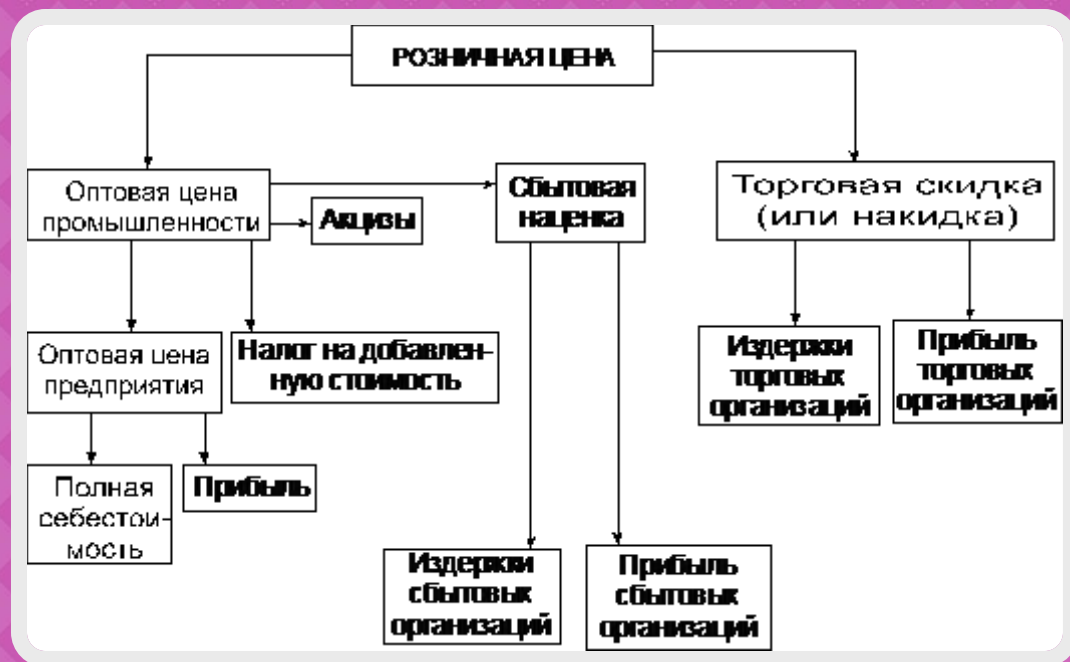 РОЗНИЧНАЯ ЦЕНА
Оптовая цена
промышленности
Акцизы
Сбытовая
наценка
Торговая скидка
(или накидка)
Оптовая цена
предприятия
Налог на добавлен-
ную стоимость
Издержки
торговых
организаций
Прибыль
торговых
организаций
Полная
себестои-
мость
Прибыль
Издержки
сбытовых
организаций
Прибыль
сбытовых
организаций